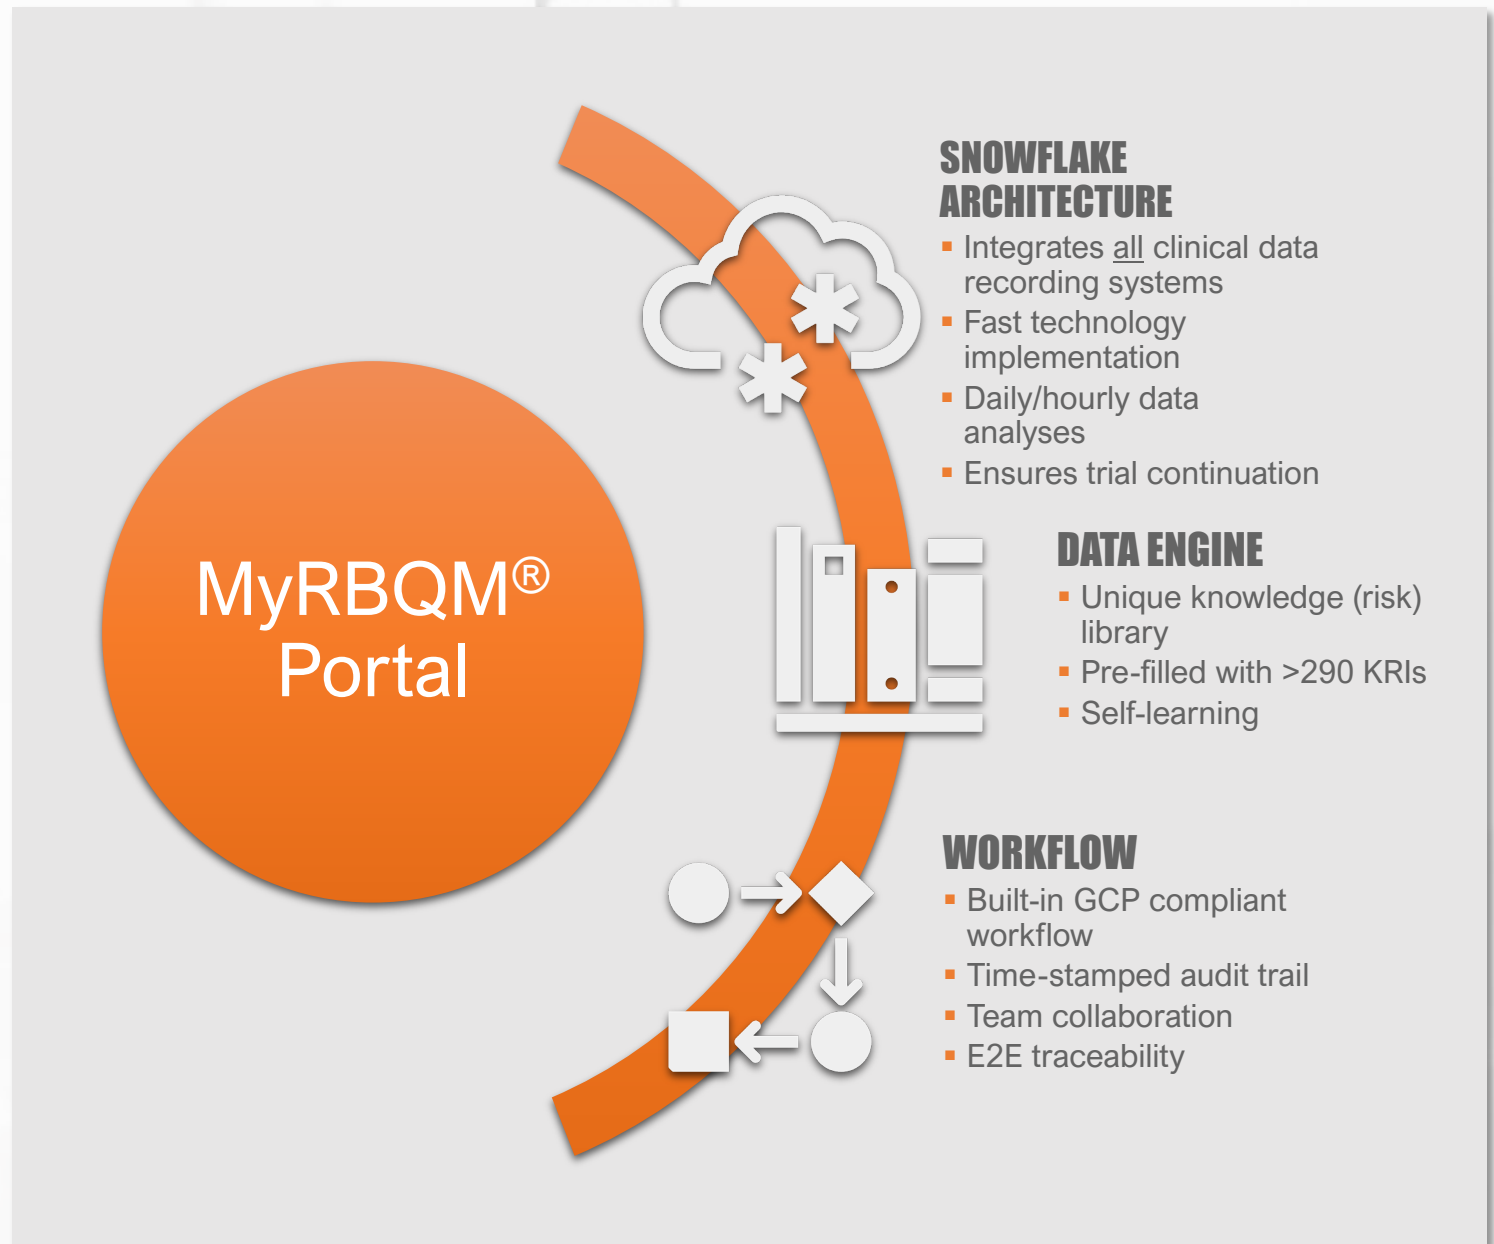 MyRBQM®
Portal
SNOWFLAKE
ARCHITECTURE
▪ Integrates all clinical data
recording systems
▪ Fast technology
implementation
▪ Daily/hourly data
analyses
▪ Ensures trial continuation
DATA ENGINE
▪ Unique knowledge (risk)
library
▪ Pre-filled with >290 KRIs
▪ Self-learning
WORKFLOW
▪ Built-in GCP compliant
workflow
▪ Time-stamped audit trail
▪ Team collaboration
▪ E2E traceability